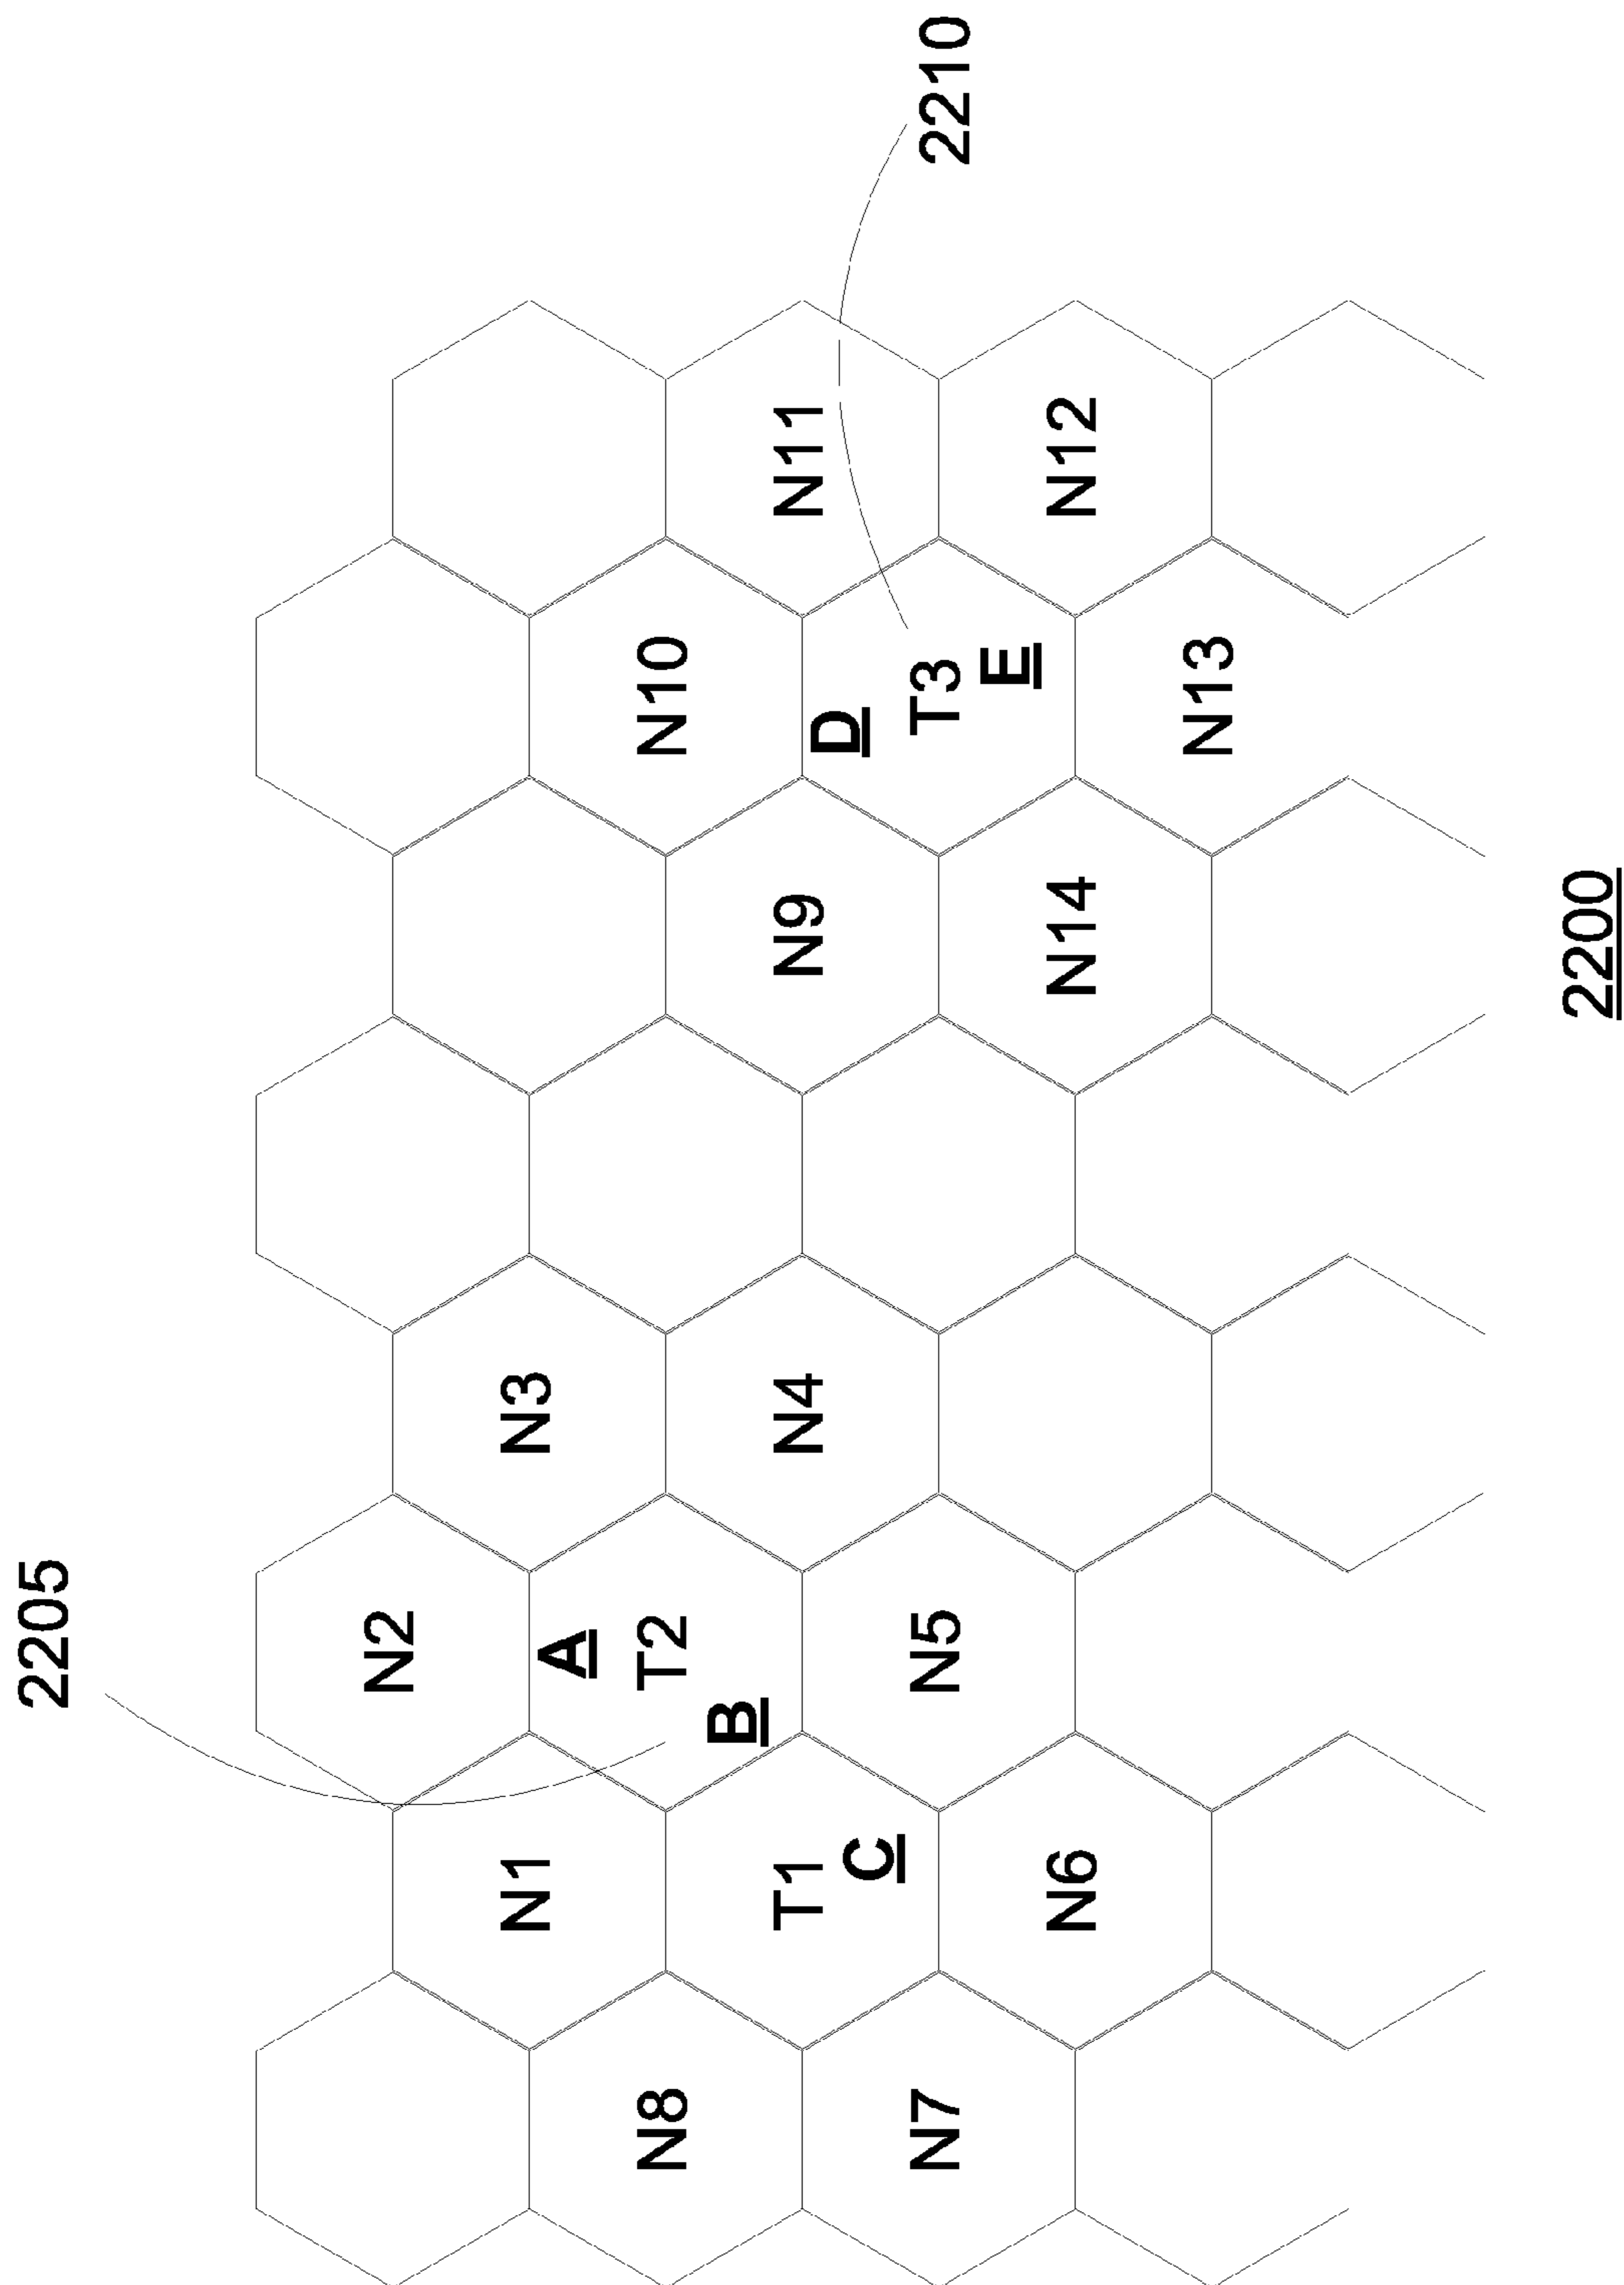 2205
N2
N1 N3
A
N8 T2 N10
B
T1 N4 N9 N11
D
C
N7 N5 T3 2210
E
N6 N14 N12
N13
2200